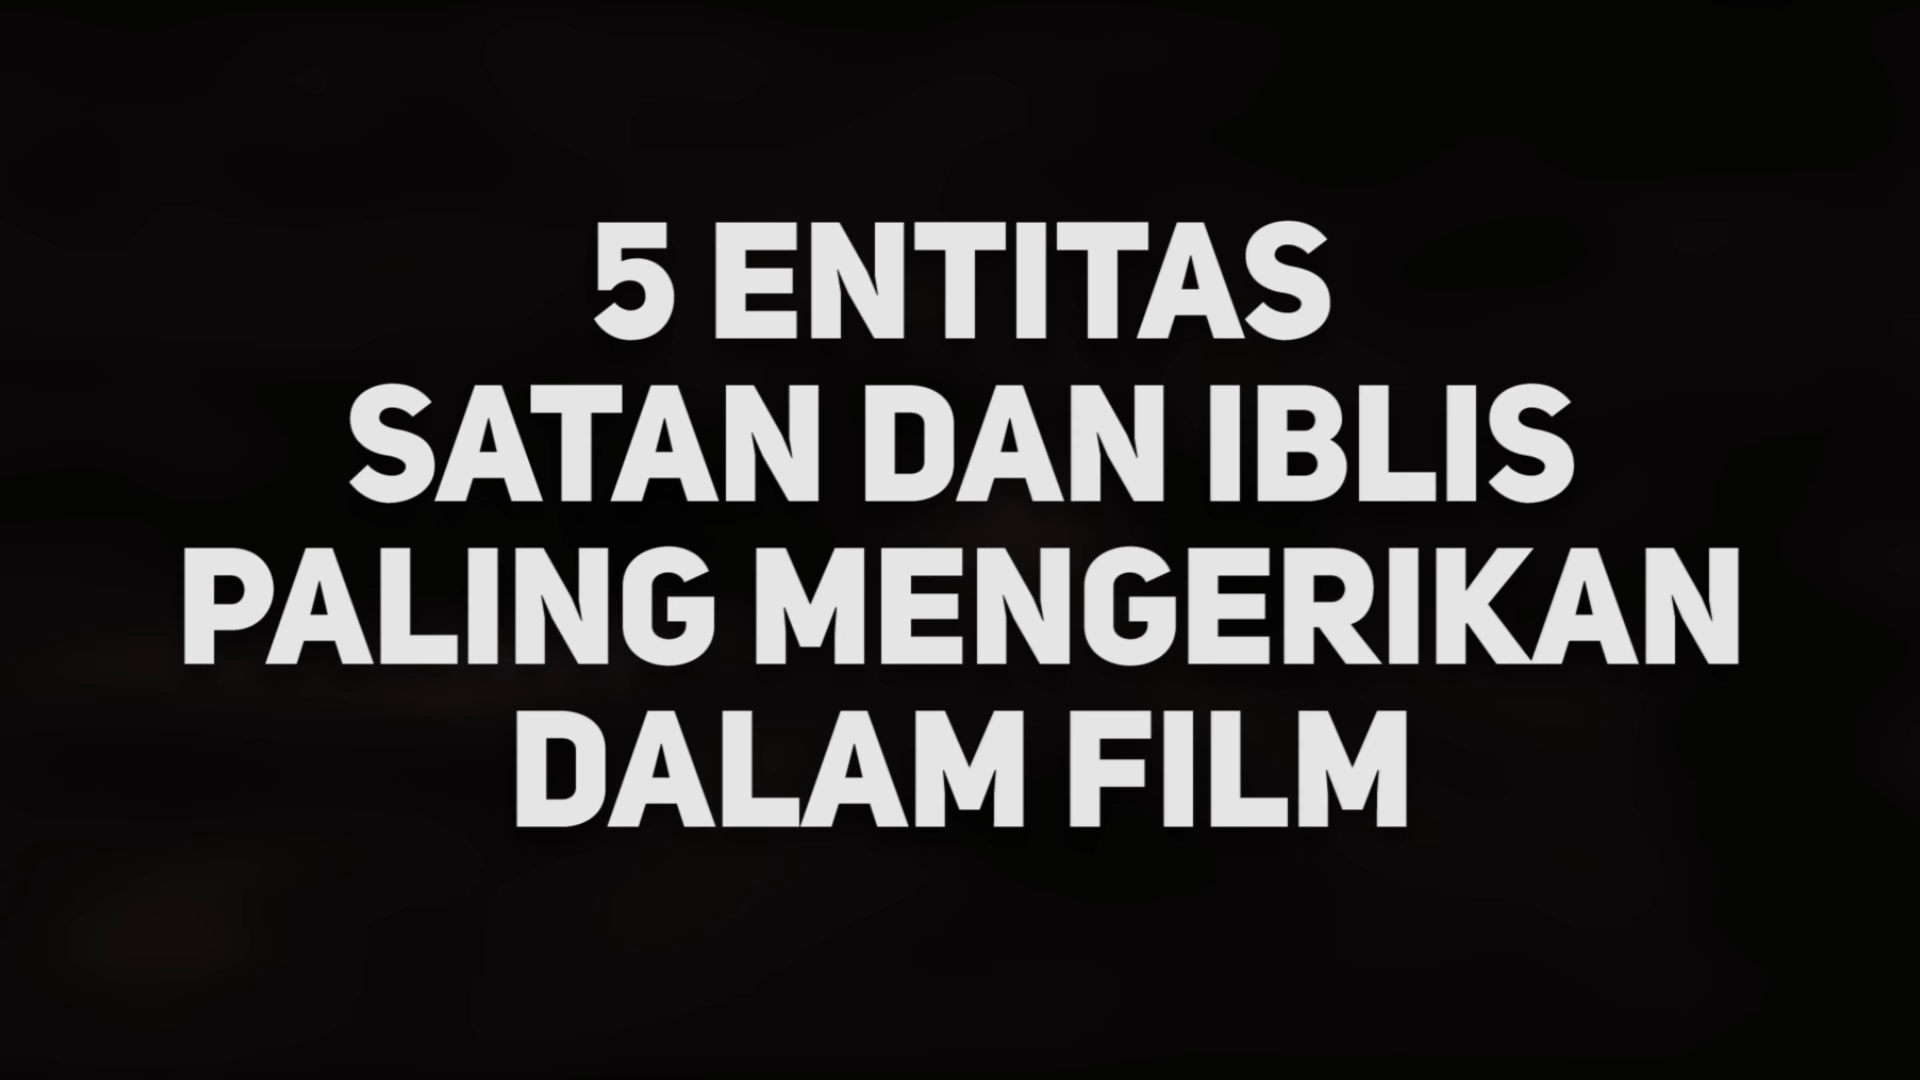 5 ENTITAS
SATAN DAN IBLIS
PALING MENGERIKAN
DALAM FILM